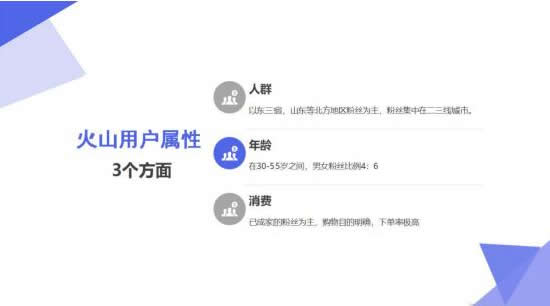 火山用户属性
3个方面
人群
以东三省，山东等北方地区粉丝为主，粉丝集中在二三线城市。
年龄
在30-55岁之间，男女粉丝比例4：6
消费
已成家的粉丝为主，购物目的明确，下单率极高